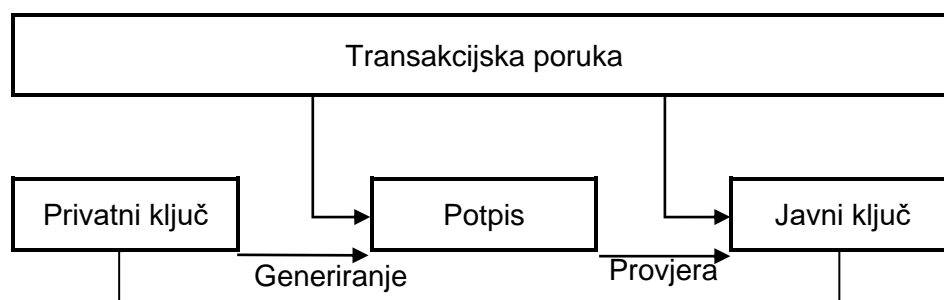 Transakcijska poruka
Privatni ključ
Potpis
Javni ključ
Generiranje
Provjera